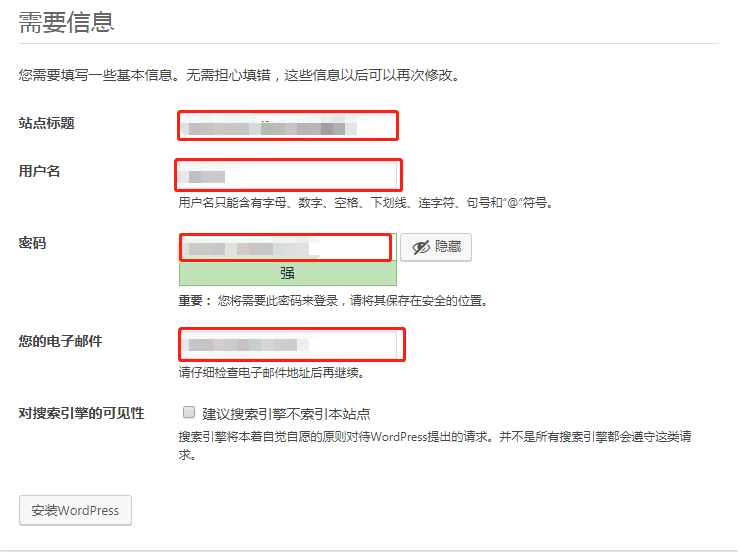 需要信息
您需要填写一些基本信息。无需担心填错，这些信息以后可以再次修改。
站点标题
用户名
用户名只能含有字母、数字、空格、下划线、连字符、句号和“@”符号。
密码
隐藏
强
重要： 您将需要此密码来登录，请将其保存在安全的位置。
您的电子邮件
请仔细检查电子邮件地址后再继续。
对搜索引擎的可见性
建议搜索引擎不索引本站点
搜索引擎将本着自觉自愿的原则对待WordPress提出的请求。并不是所有搜索引擎都会遵守这类请
求。
安装WordPress